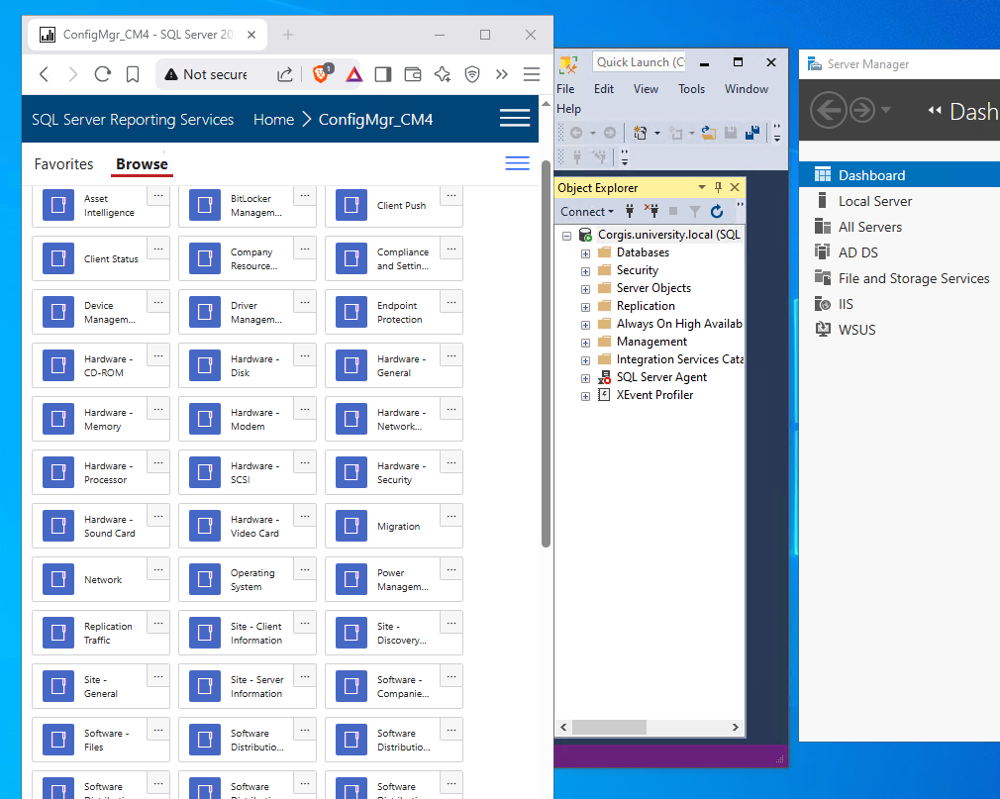 ConfigMgr_CM4 - SQL Server 20
Not secure
1
SQL Server Reporting Services Home ConfigMgr_CM4
Favorites Browse
Asset
Intelligence
BitLocker
Managem...
Client Push
Client Status
Company
Resource...
Compliance
and Settin...
Device
Managem...
Driver
Managem...
Endpoint
Protection
Hardware -
CD-ROM
Hardware -
Disk
Hardware -
General
Hardware -
Memory
Hardware -
Modem
Hardware -
Network...
Hardware -
Processor
Hardware -
SCSI
Hardware -
Security
Hardware -
Sound Card
Hardware -
Video Card
Migration
Network
Operating
System
Power
Managem...
Replication
Traffic
Site - Client
Information
Site -
Discovery...
Site -
General
Site - Server
Information
Software -
Companie...
Software -
Files
Software
Distributio...
Software
Distributio...
Software
Software
Software
Quick Launch (C
File Edit View Tools Window
Help
Object Explorer
Connect
Corgis.university.local (SQL
Databases
Security
Server Objects
Replication
Always On High Availab
Management
Integration Services Cata
SQL Server Agent
XEvent Profiler
Server Manager
Dash
Dashboard
Local Server
All Servers
AD DS
File and Storage Services
IIS
WSUS